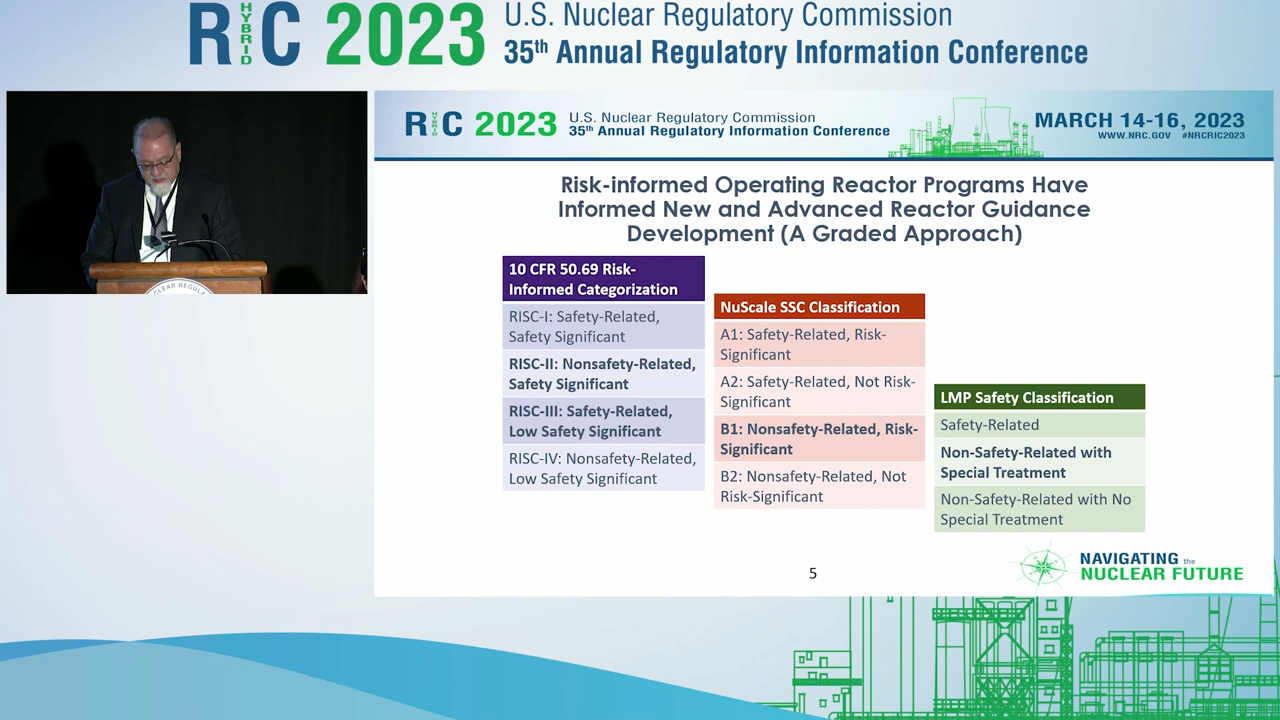 RIC 2023
HYBRID
U.S. Nuclear Regulatory Commission
35th Annual Regulatory Information Conference
RIC 2023
HYBRID
U.S. Nuclear Regulatory Commission
35th Annual Regulatory Information Conference
MARCH 14-16, 2023
WWW.NRC.GOV #NRCRIC2023
Risk-informed Operating Reactor Programs Have
Informed New and Advanced Reactor Guidance
Development (A Graded Approach)
10 CFR 50.69 Risk-
Informed Categorization
RISC-I: Safety-Related,
Safety Significant
RISC-II: Nonsafety-Related,
Safety Significant
RISC-III: Safety-Related,
Low Safety Significant
RISC-IV: Nonsafety-Related,
Low Safety Significant
NuScale SSC Classification
A1: Safety-Related, Risk-
Significant
A2: Safety-Related, Not Risk-
Significant
B1: Nonsafety-Related, Risk-
Significant
B2: Nonsafety-Related, Not
Risk-Significant
LMP Safety Classification
Safety-Related
Non-Safety-Related with
Special Treatment
Non-Safety-Related with No
Special Treatment
5
NAVIGATING the
NUCLEAR FUTURE